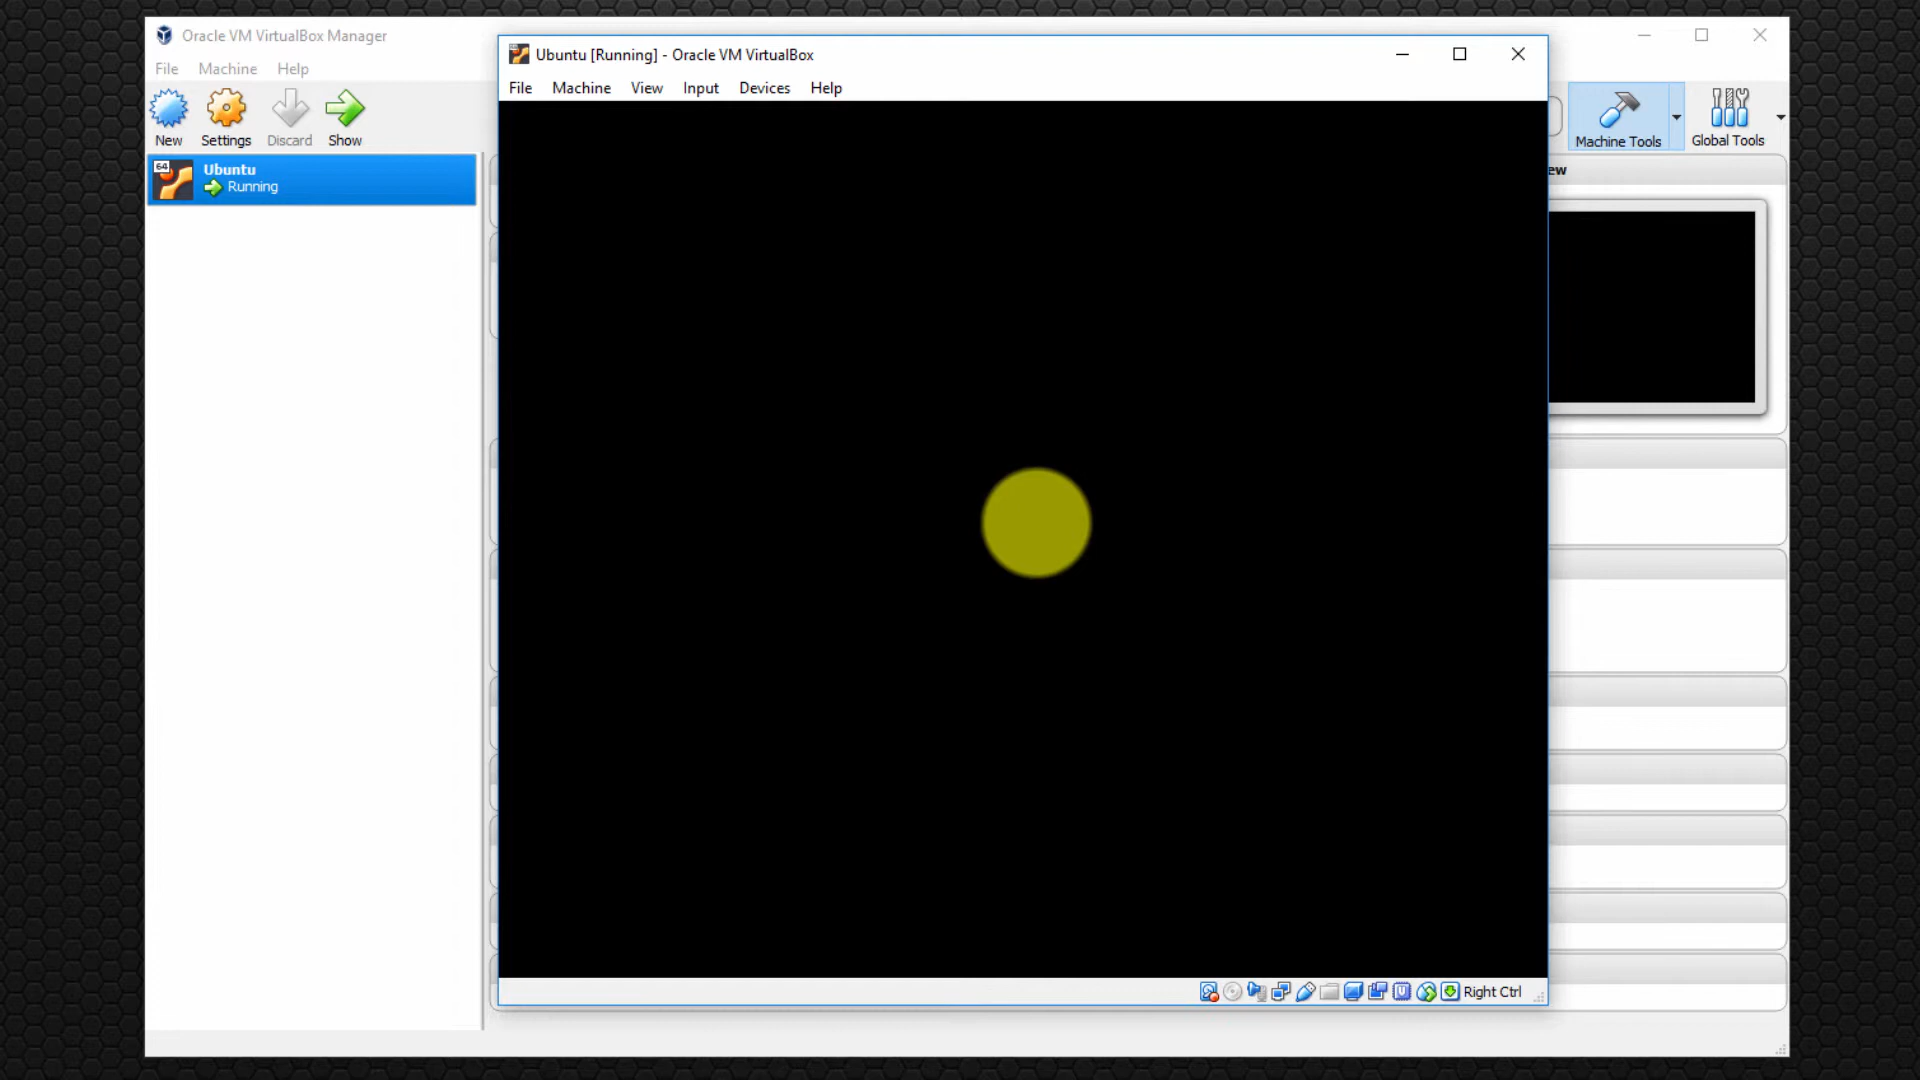 Oracle VM VirtualBox Manager
File Machine Help
New Settings Discard Show
64
Ubuntu
Running
Ubuntu [Running] - Oracle VM VirtualBox
File Machine View Input Devices Help
Machine Tools Global Tools
ew
Right Ctrl